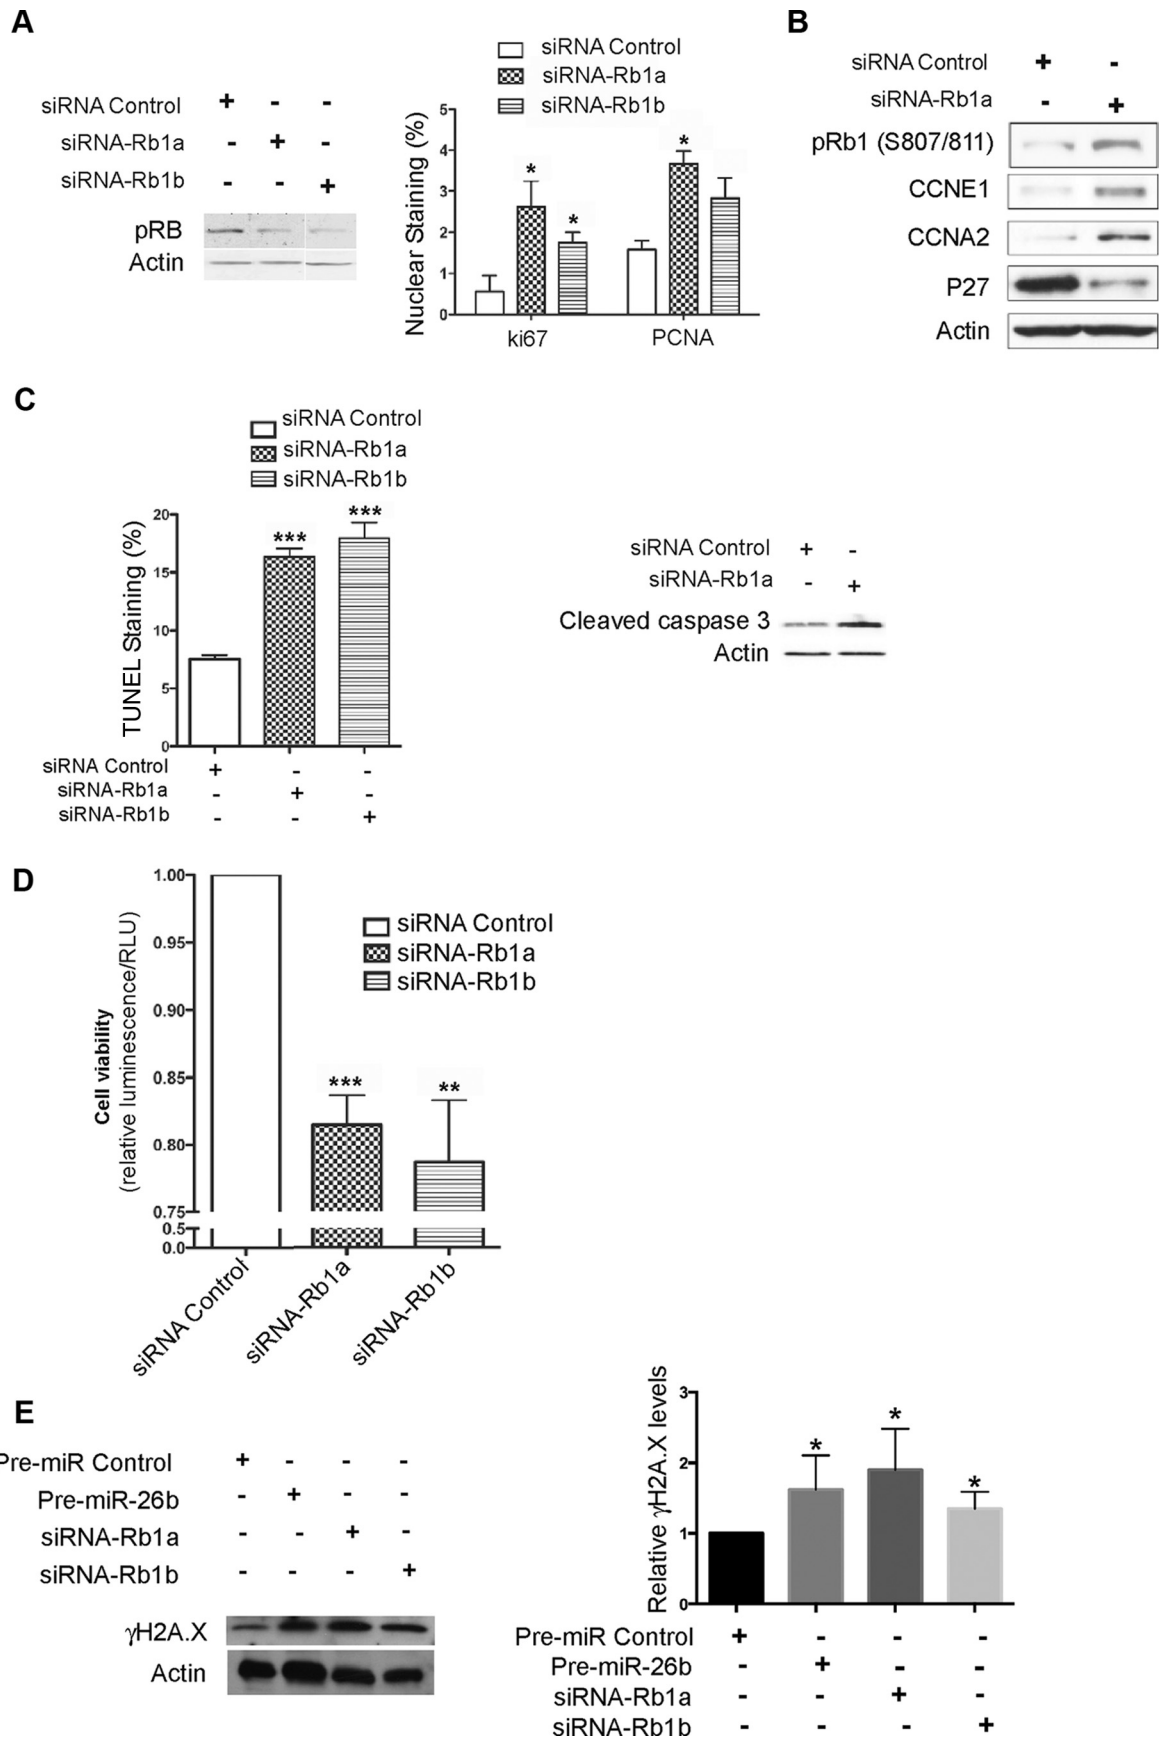 A
siRNA Control + - -
siRNA-Rb1a - + -
siRNA-Rb1b - - +
pRB
Actin
siRNA Control
siRNA-Rb1a
siRNA-Rb1b
Nuclear Staining (%)
5
4
3
2
1
0
* * *
ki67 PCNA
B
siRNA Control + -
siRNA-Rb1a - +
pRb1 (S807/811)
CCNE1
CCNA2
P27
Actin
C
siRNA Control
siRNA-Rb1a
siRNA-Rb1b
TUNEL Staining (%)
20
15
10
5
0
*** ***
siRNA Control + - -
siRNA-Rb1a - + -
siRNA-Rb1b - - +
siRNA Control + -
siRNA-Rb1a - +
Cleaved caspase 3
Actin
D
Cell viability
(relative luminescence/RLU)
1.00
0.95
0.90
0.85
0.80
0.75
0.5
0.0
siRNA Control
siRNA-Rb1a
siRNA-Rb1b
*** **
siRNA Control
siRNA-Rb1a
siRNA-Rb1b
E
Pre-miR Control + - - -
Pre-miR-26b - + - -
siRNA-Rb1a - - + -
siRNA-Rb1b - - - +
γH2A.X
Actin
Relative γH2A.X levels
3
2
1
0
* * *
Pre-miR Control + - - -
Pre-miR-26b - + - -
siRNA-Rb1a - - + -
siRNA-Rb1b - - - +